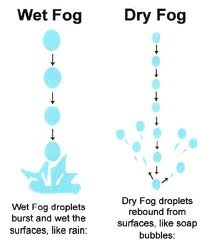 Wet Fog
Dry Fog
Wet Fog droplets
burst and wet the
surfaces, like rain:
Dry Fog droplets
rebound from
surfaces, like soap
bubbles: